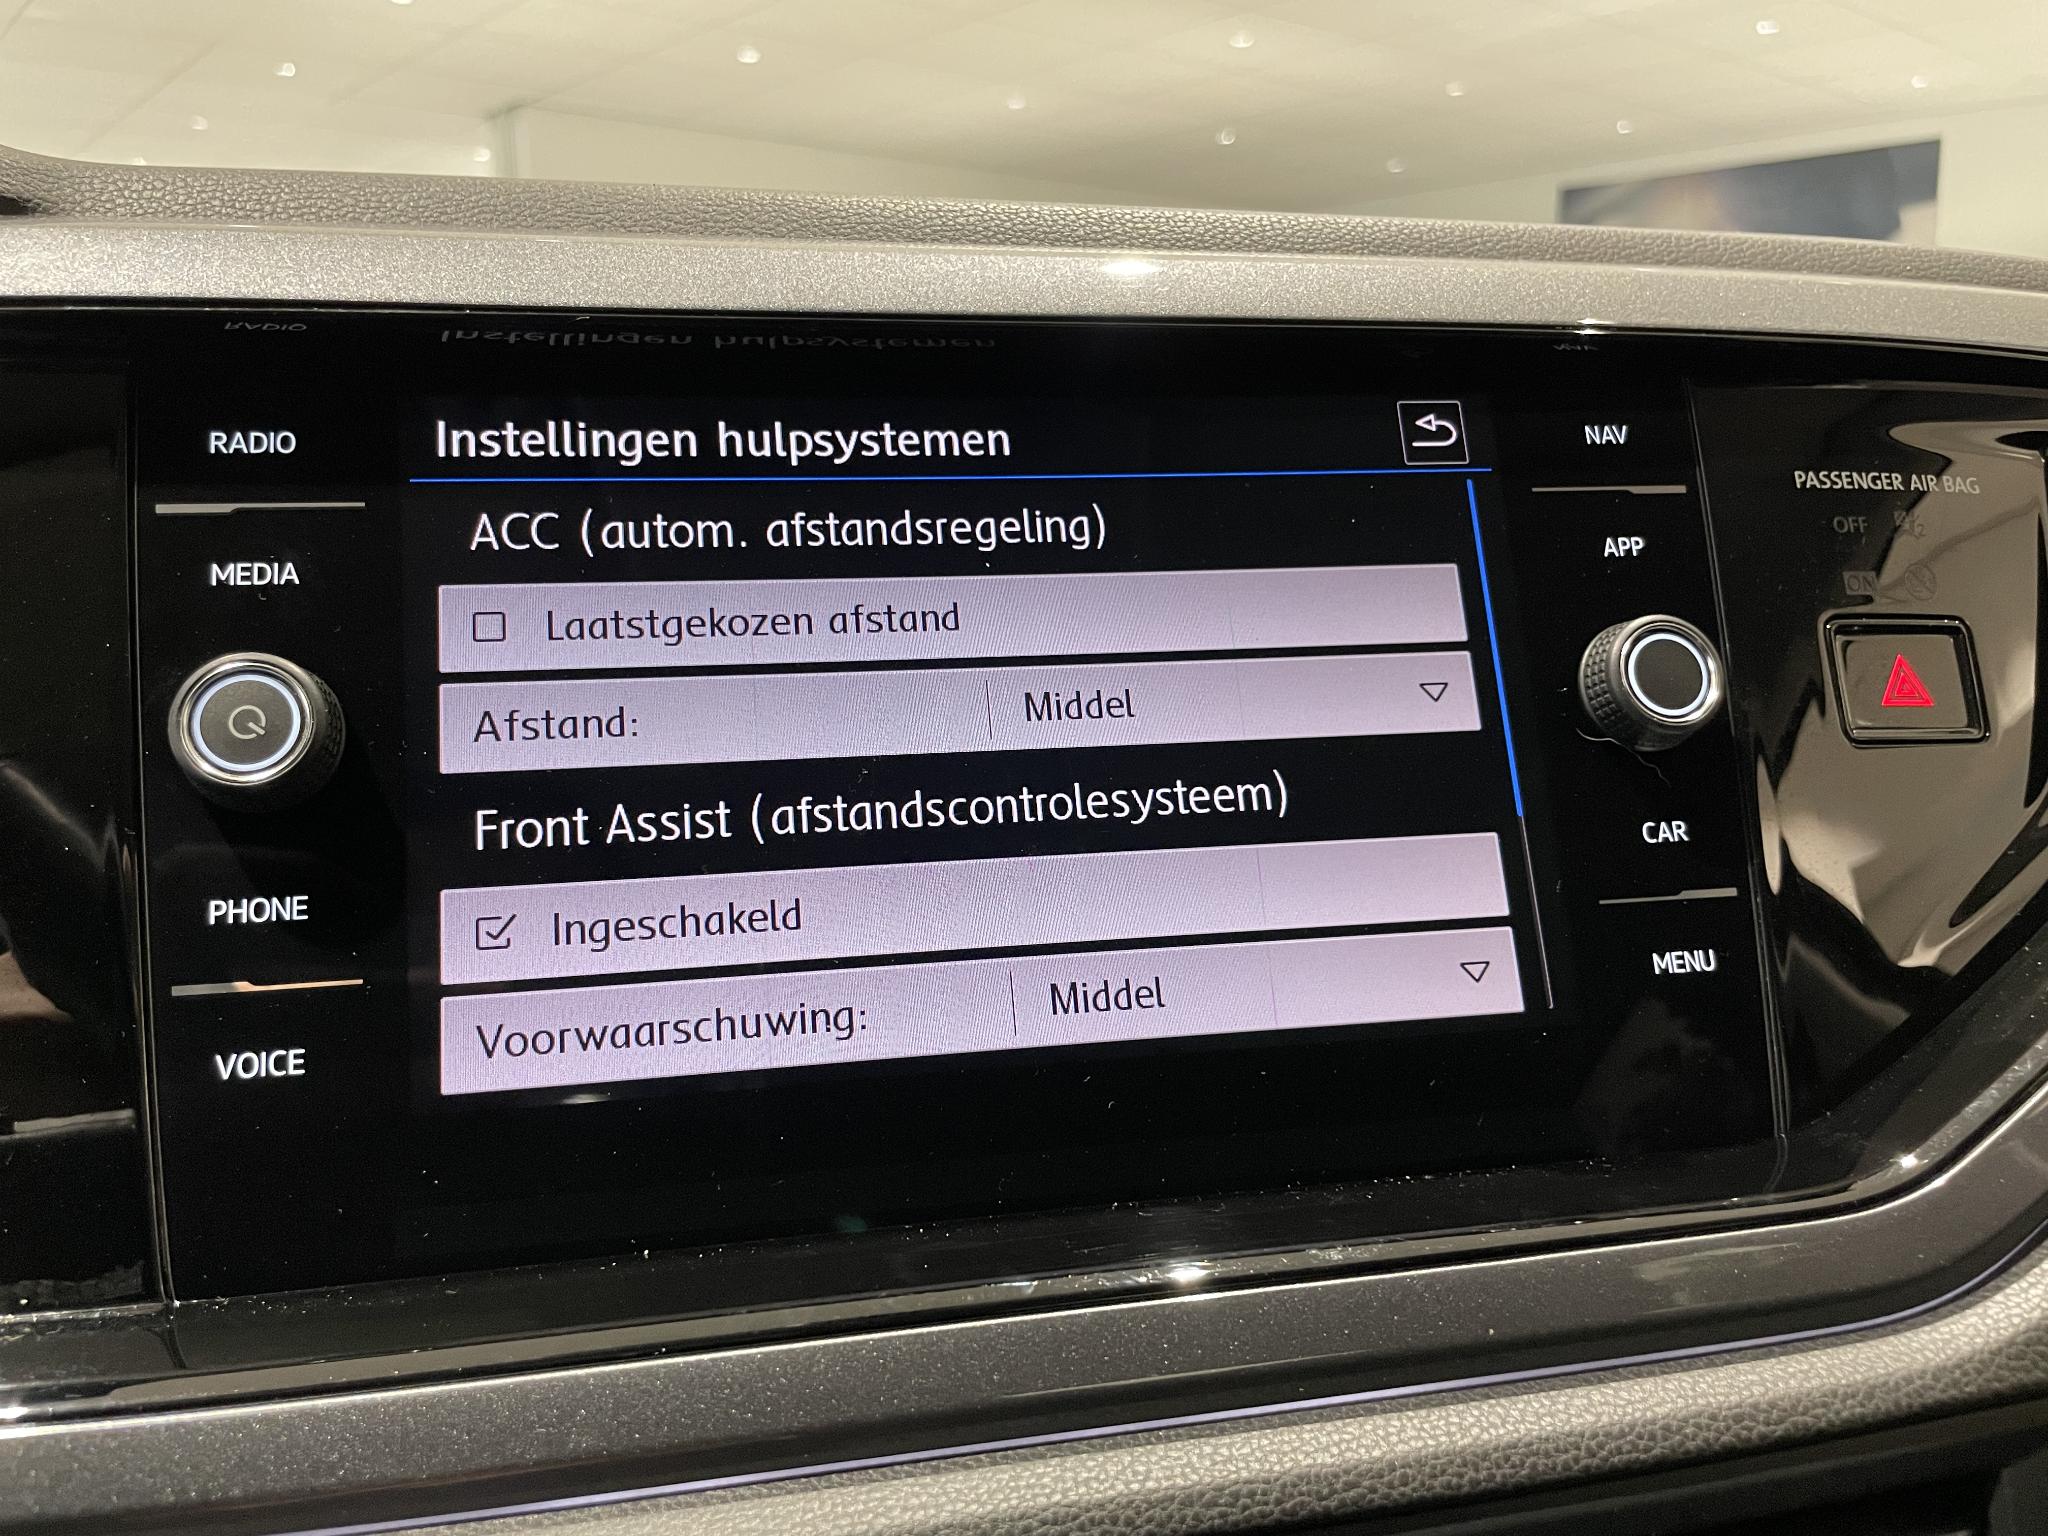 RADIO
MEDIA
PHONE
VOICE
Instellingen hulpsystemen
ACC (autom. afstandsregeling)
Laatstgekozen afstand
Afstand: Middel
Front Assist (afstandscontrolesysteem)
Ingeschakeld
Voorwaarschuwing: Middel
NAV
APP
CAR
MENU
PASSENGER AIR BAG
OFF
ON